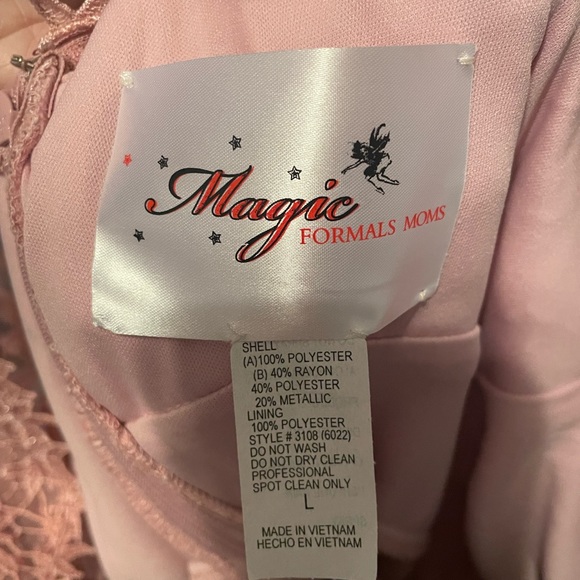 Magic
FORMALS MOMS
SHELL
(A)100% POLYESTER
(B) 40% RAYON
40% POLYESTER
20% METALLIC
LINING
100% POLYESTER
STYLE # 3108 (6022)
DO NOT WASH
DO NOT DRY CLEAN
PROFESSIONAL
SPOT CLEAN ONLY
L
MADE IN VIETNAM
HECHO EN VIETNAM